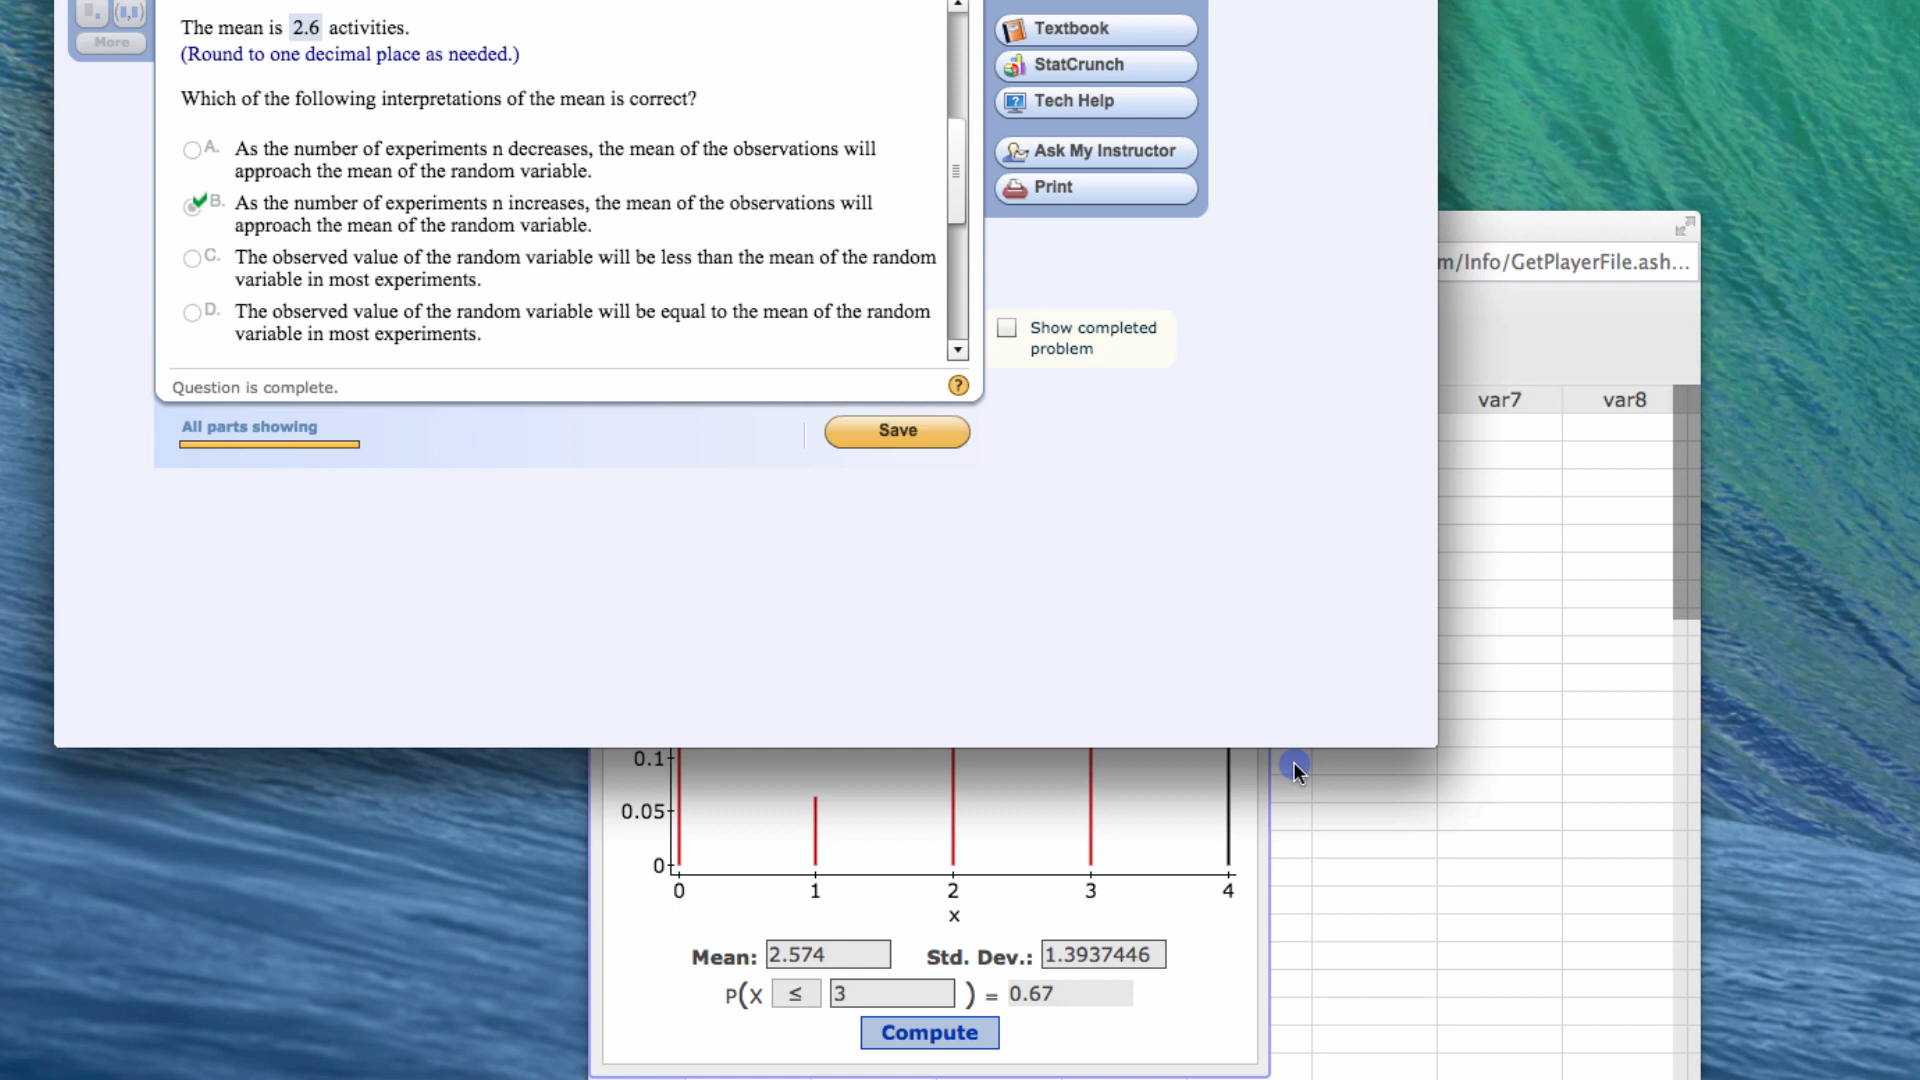 More
The mean is 2.6 activities.
(Round to one decimal place as needed.)
Which of the following interpretations of the mean is correct?
A. As the number of experiments n decreases, the mean of the observations will
approach the mean of the random variable.
B. As the number of experiments n increases, the mean of the observations will
approach the mean of the random variable.
C. The observed value of the random variable will be less than the mean of the random
variable in most experiments.
D. The observed value of the random variable will be equal to the mean of the random
variable in most experiments.
Question is complete.
?
All parts showing
Save
Textbook
StatCrunch
Tech Help
Ask My Instructor
Print
Show completed
problem
m/Info/GetPlayerFile.ash...
var7 var8
0.1
0.05
0
0 1 2 3 4
x
Mean: 2.574 Std. Dev.: 1.3937446
P(X ≤ 3 ) = 0.67
Compute